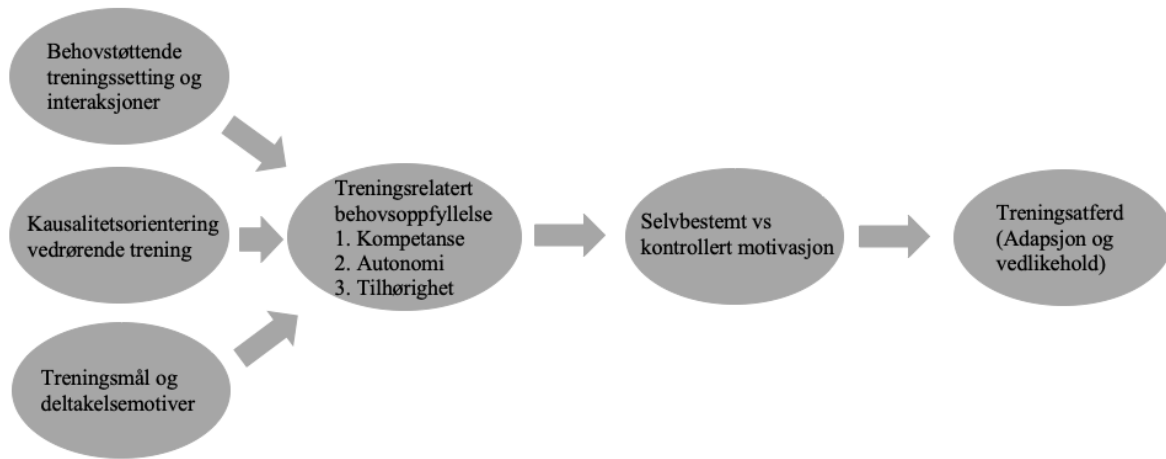 Behovstøttende
treningssetting og
interaksjoner
Kausalitetsorientering
vedrørende trening
Treningsmål og
deltakelsemotiver
Treningsrelatert
behovsoppfyllelse
1. Kompetanse
2. Autonomi
3. Tilhørighet
Selvbestemt vs
kontrollert motivasjon
Treningsatferd
(Adapsjon og
vedlikehold)